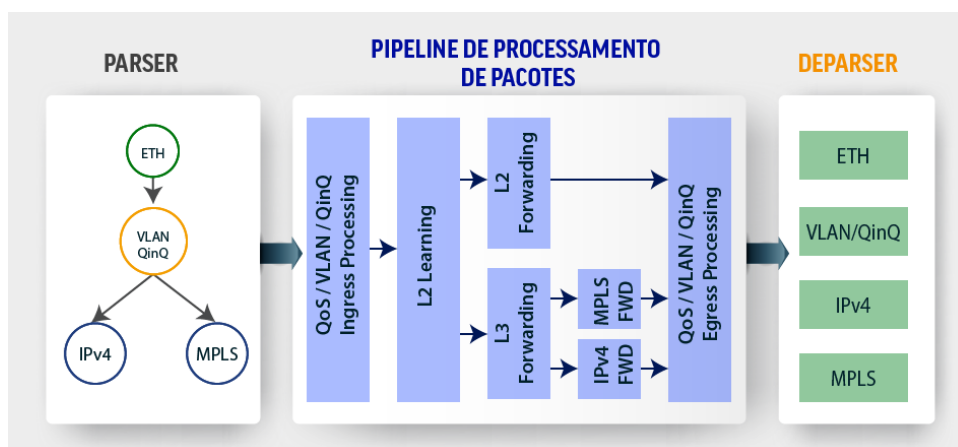 PARSER
ETH
VLAN
QinQ
IPv4
MPLS
PIPELINE DE PROCESSAMENTO
DE PACOTES
QoS / VLAN / QinQ
Ingress Processing
L2 Learning
L2
Forwarding
L3
Forwarding
MPLS
FWD
IPv4
FWD
QoS / VLAN / QinQ
Egress Processing
DEPARSER
ETH
VLAN/QinQ
IPv4
MPLS